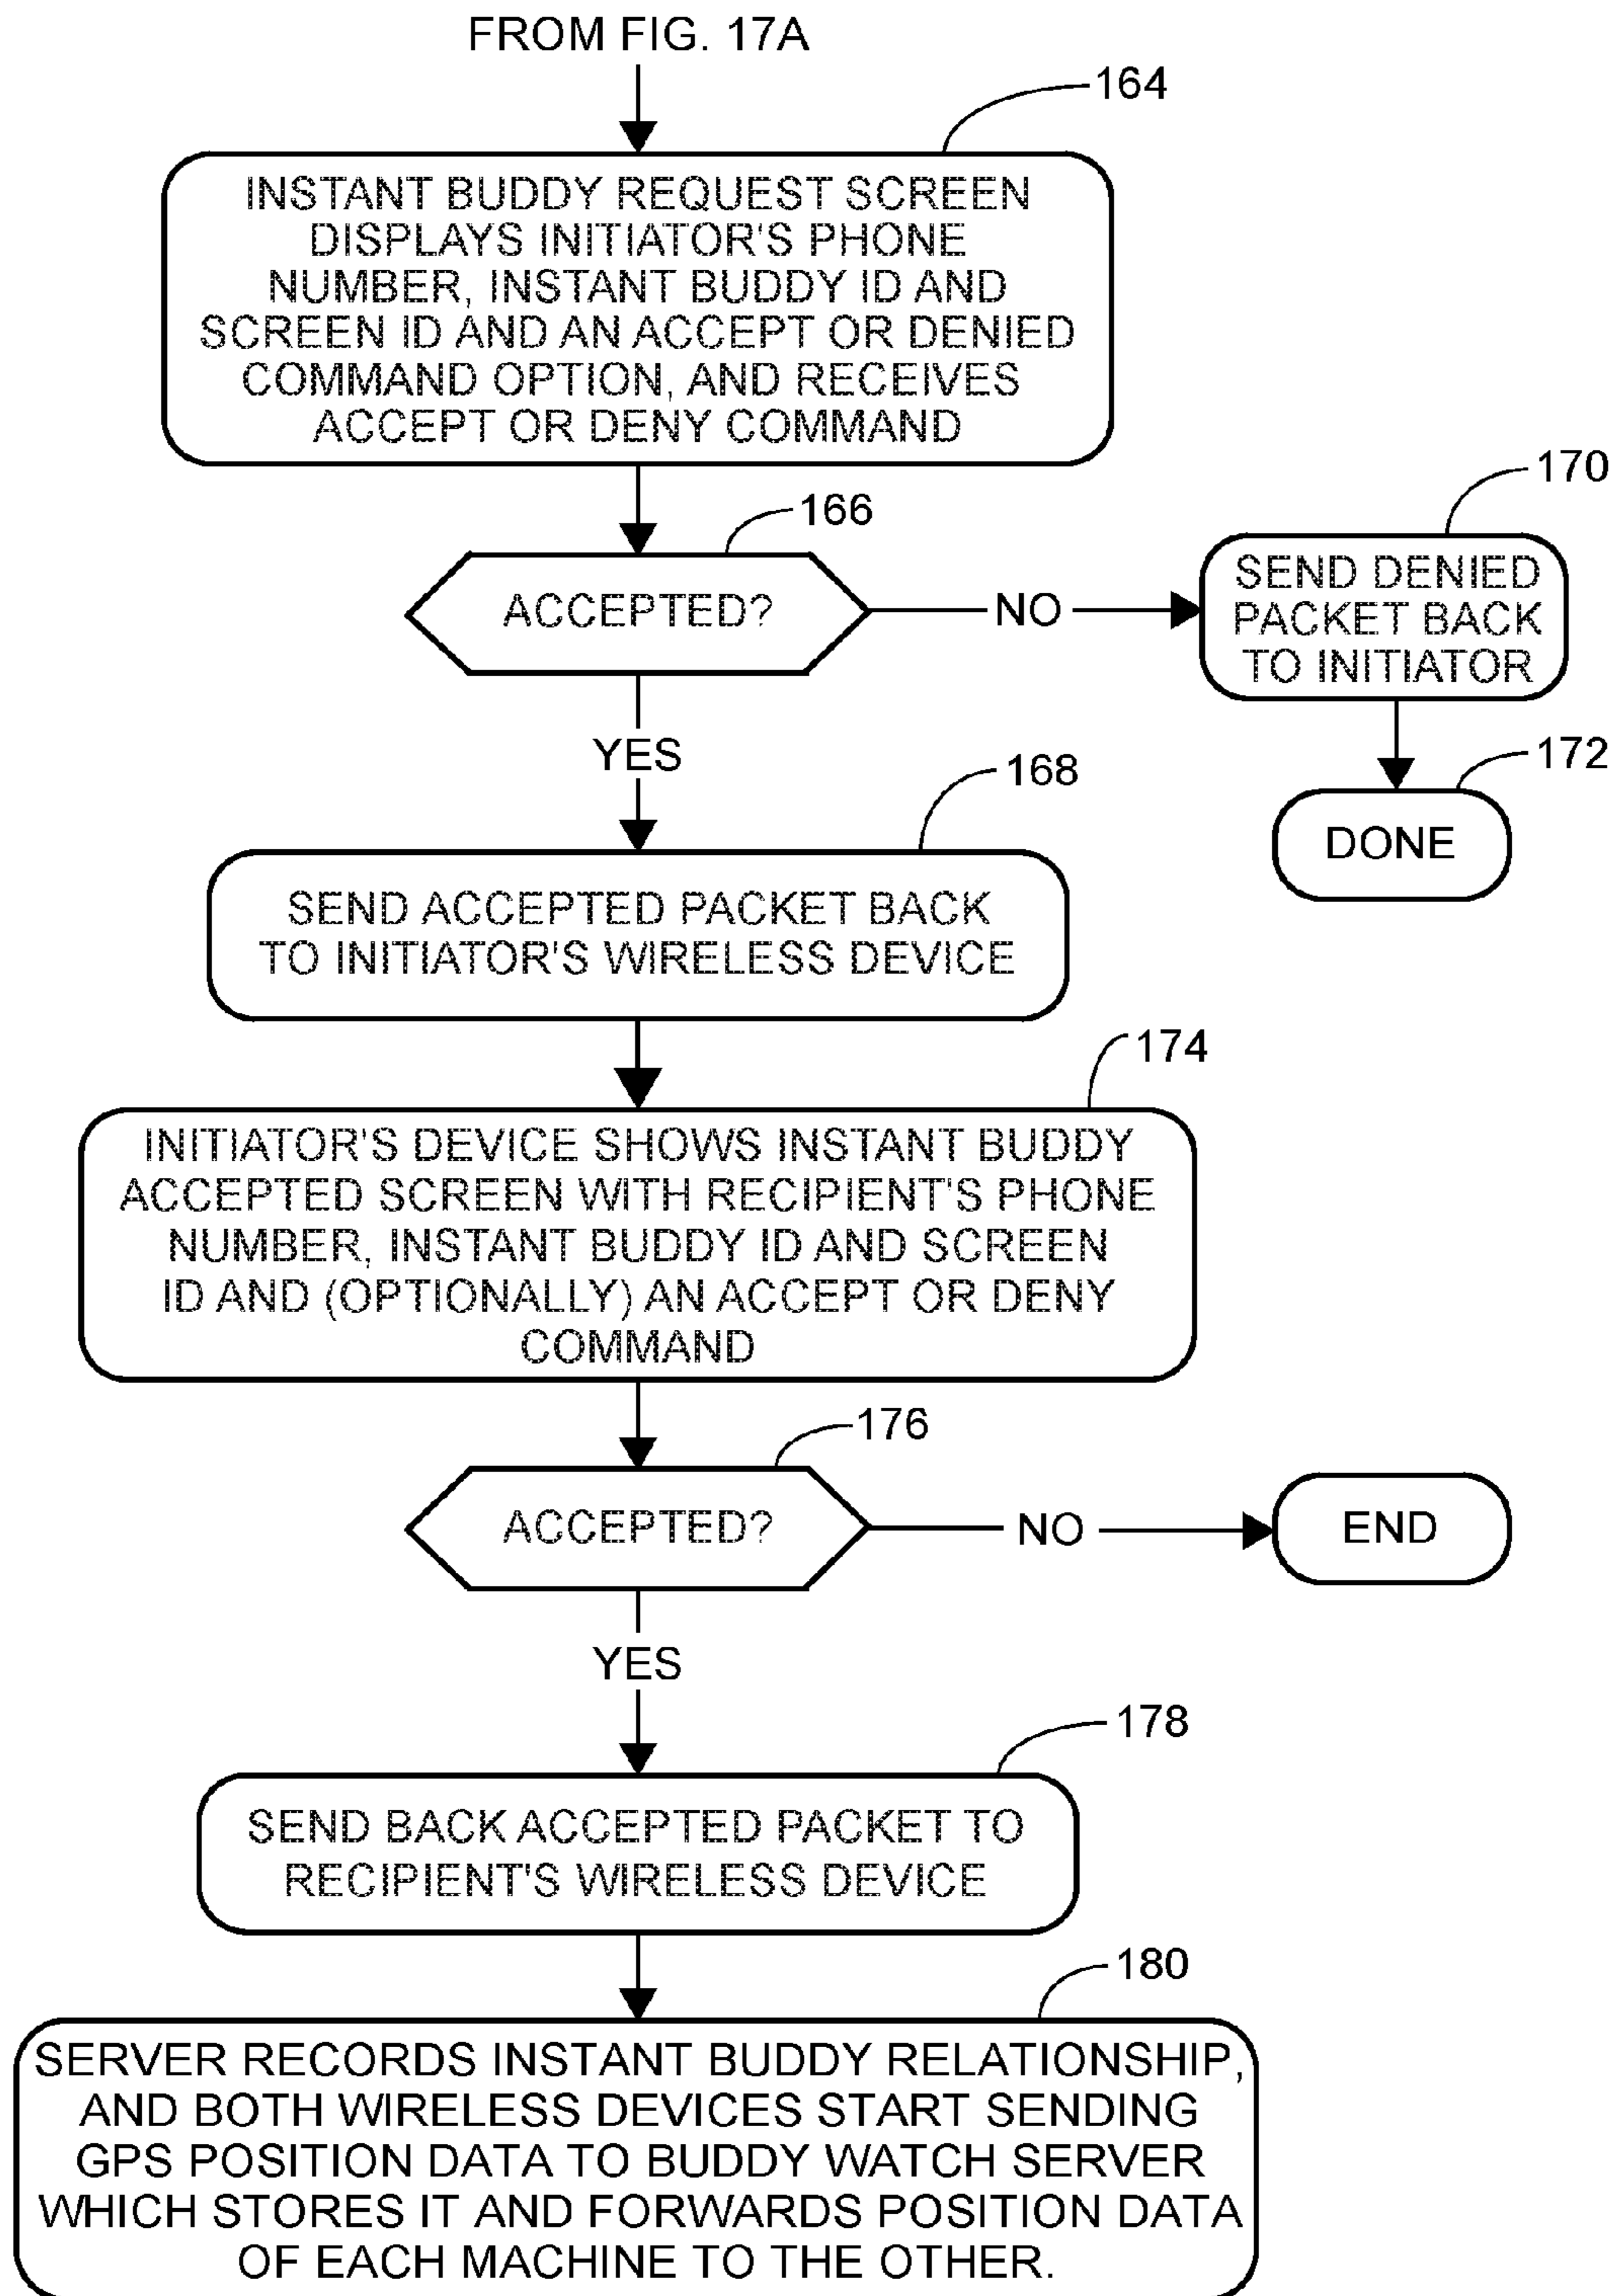 FROM FIG. 17A
164
INSTANT BUDDY REQUEST SCREEN
DISPLAYS INITIATOR'S PHONE
NUMBER, INSTANT BUDDY ID AND
SCREEN ID AND AN ACCEPT OR DENIED
COMMAND OPTION, AND RECEIVES
ACCEPT OR DENY COMMAND
166
ACCEPTED?
NO
170
SEND DENIED
PACKET BACK
TO INITIATOR
172
DONE
YES
168
SEND ACCEPTED PACKET BACK
TO INITIATOR'S WIRELESS DEVICE
174
INITIATOR'S DEVICE SHOWS INSTANT BUDDY
ACCEPTED SCREEN WITH RECIPIENT'S PHONE
NUMBER, INSTANT BUDDY ID AND SCREEN
ID AND (OPTIONALLY) AN ACCEPT OR DENY
COMMAND
176
ACCEPTED?
NO
END
YES
178
SEND BACK ACCEPTED PACKET TO
RECIPIENT'S WIRELESS DEVICE
180
SERVER RECORDS INSTANT BUDDY RELATIONSHIP,
AND BOTH WIRELESS DEVICES START SENDING
GPS POSITION DATA TO BUDDY WATCH SERVER
WHICH STORES IT AND FORWARDS POSITION DATA
OF EACH MACHINE TO THE OTHER.